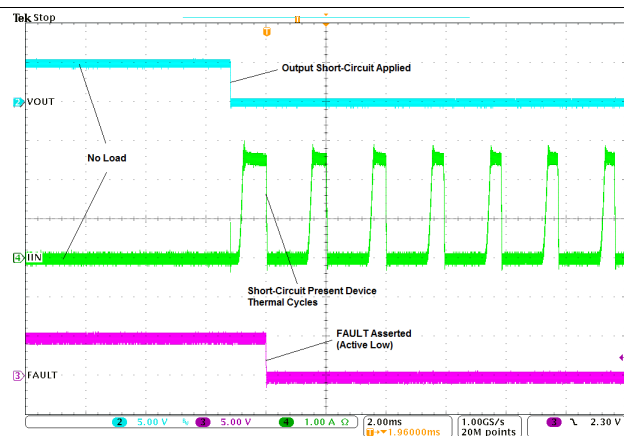 Tek Stop
T
Output Short-Circuit Applied
2 VOUT
No Load
4 IIN
Short-Circuit Present Device
Thermal Cycles
FAULT Asserted
(Active Low)
3 FAULT
2 5.00 V 3 5.00 V 4 1.00 A Ω 2.00ms 1.00GS/s 3 2.30 V
T 1.96000ms 20M points